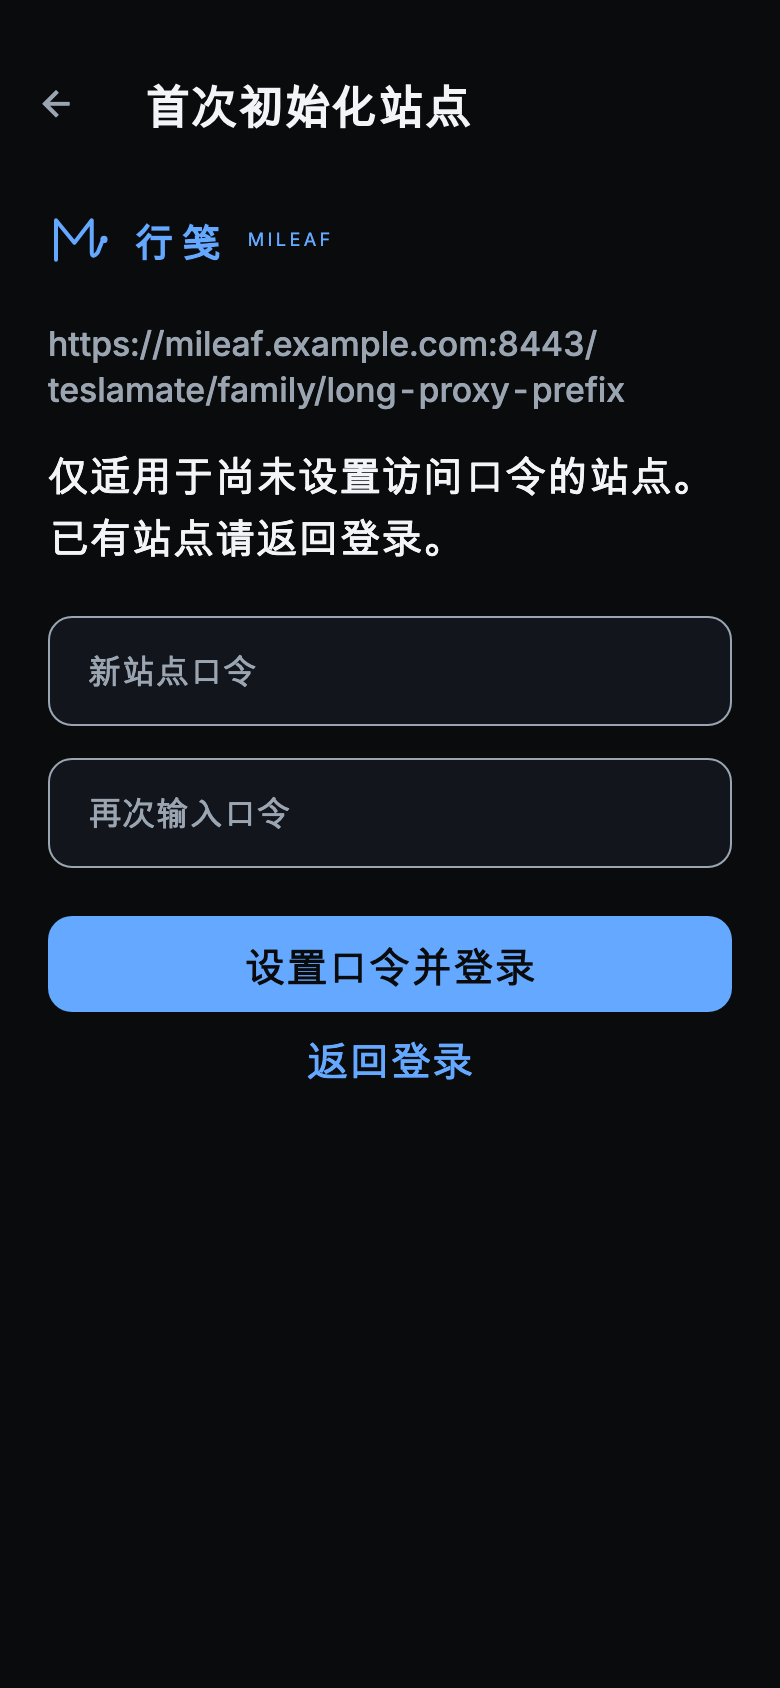 首次初始化站点
行笺 MILEAF
https://mileaf.example.com:8443/
teslamate/family/long-proxy-prefix
仅适用于尚未设置访问口令的站点。
已有站点请返回登录。
新站点口令
再次输入口令
设置口令并登录
返回登录